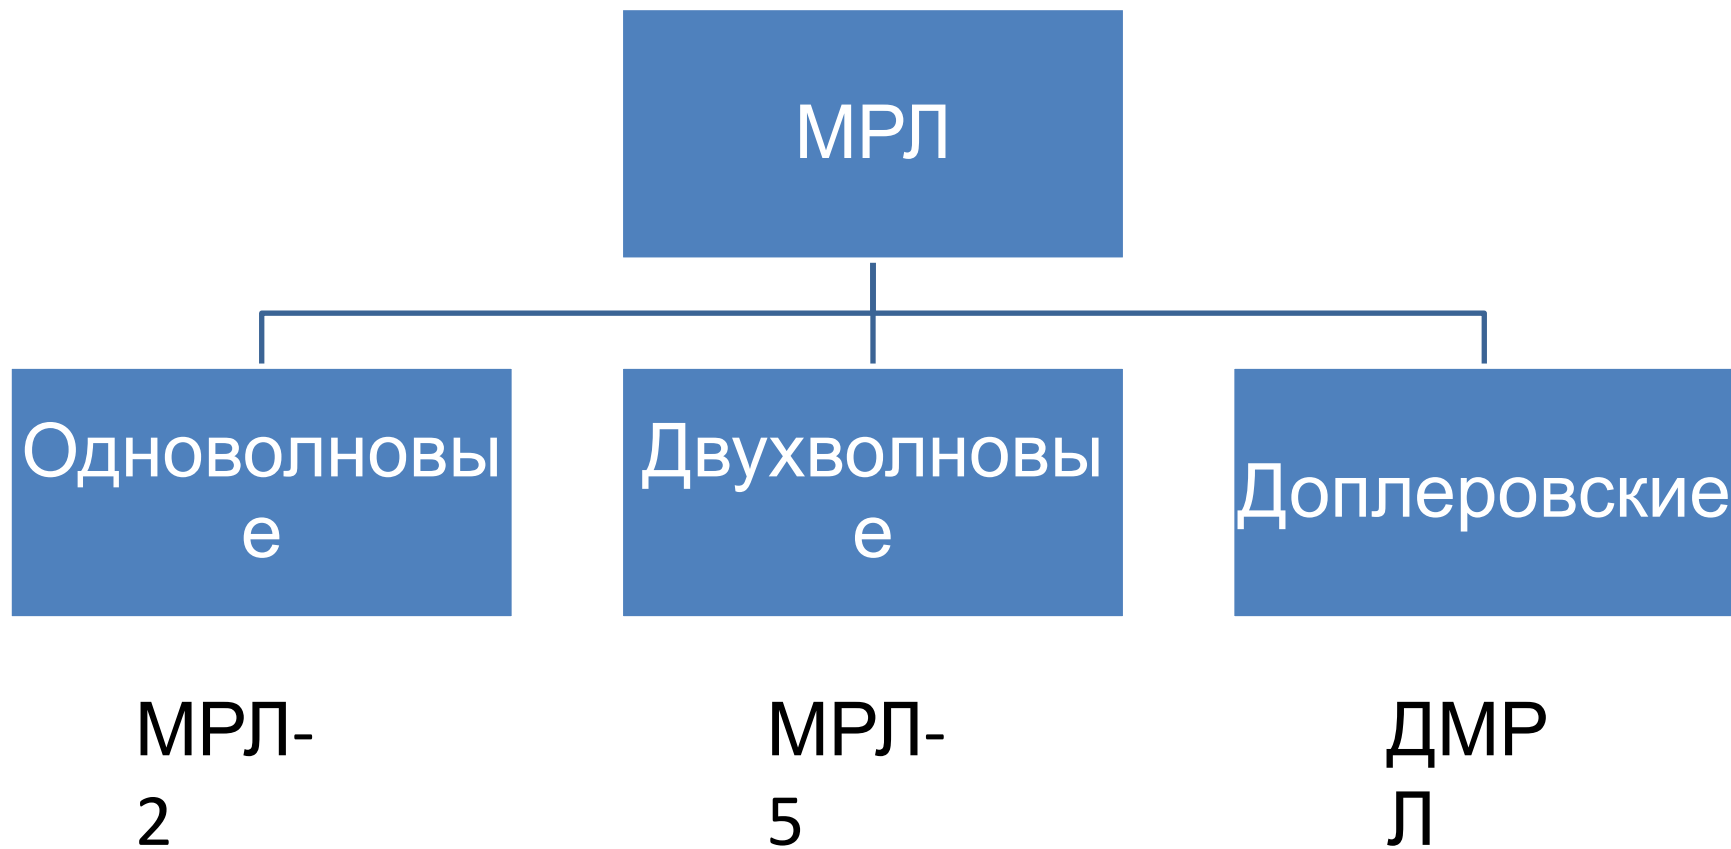 МРЛ
Одноволновы
е
Двухволновы
е
Доплеровские
МРЛ-
2
МРЛ-
5
ДМР
Л